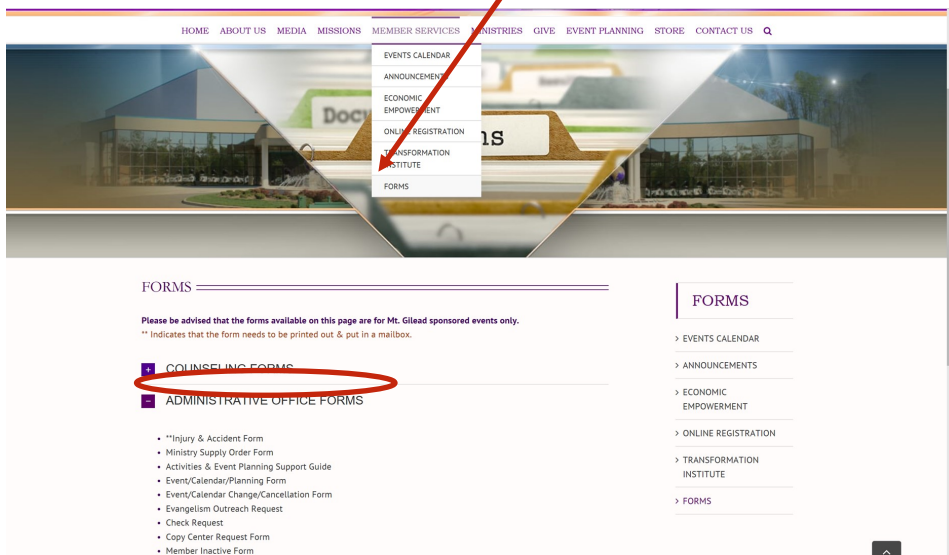 HOME ABOUT US MEDIA MISSIONS MEMBER SERVICES MINISTRIES GIVE EVENT PLANNING STORE CONTACT US
EVENTS CALENDAR
ANNOUNCEMENTS
ECONOMIC
EMPOWERMENT
ONLINE REGISTRATION
TRANSFORMATION
INSTITUTE
FORMS
FORMS
Please be advised that the forms available on this page are for Mt. Gilead sponsored events only.
** Indicates that the form needs to be printed out & put in a mailbox.
+ COUNSELING FORMS
– ADMINISTRATIVE OFFICE FORMS
• **Injury & Accident Form
• Ministry Supply Order Form
• Activities & Event Planning Support Guide
• Event/Calendar/Planning Form
• Event/Calendar Change/Cancellation Form
• Evangelism Outreach Request
• Check Request
• Copy Center Request Form
• Member Inactive Form
FORMS
> EVENTS CALENDAR
> ANNOUNCEMENTS
> ECONOMIC
EMPOWERMENT
> ONLINE REGISTRATION
> TRANSFORMATION
INSTITUTE
> FORMS